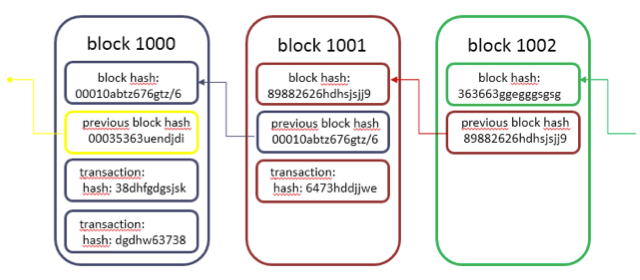 block 1000
block hash:
00010abtz676gtz/6
previous block hash
00035363uendjdi
transaction:
hash: 38dhfgdgsjsk
transaction:
hash: dgdhw63738
block 1001
block hash:
89882626hdhsjsjj9
previous block hash
00010abtz676gtz/6
transaction:
hash: 6473hddjjwe
block 1002
block hash:
363663ggegggsgsg
previous block hash
89882626hdhsjsjj9